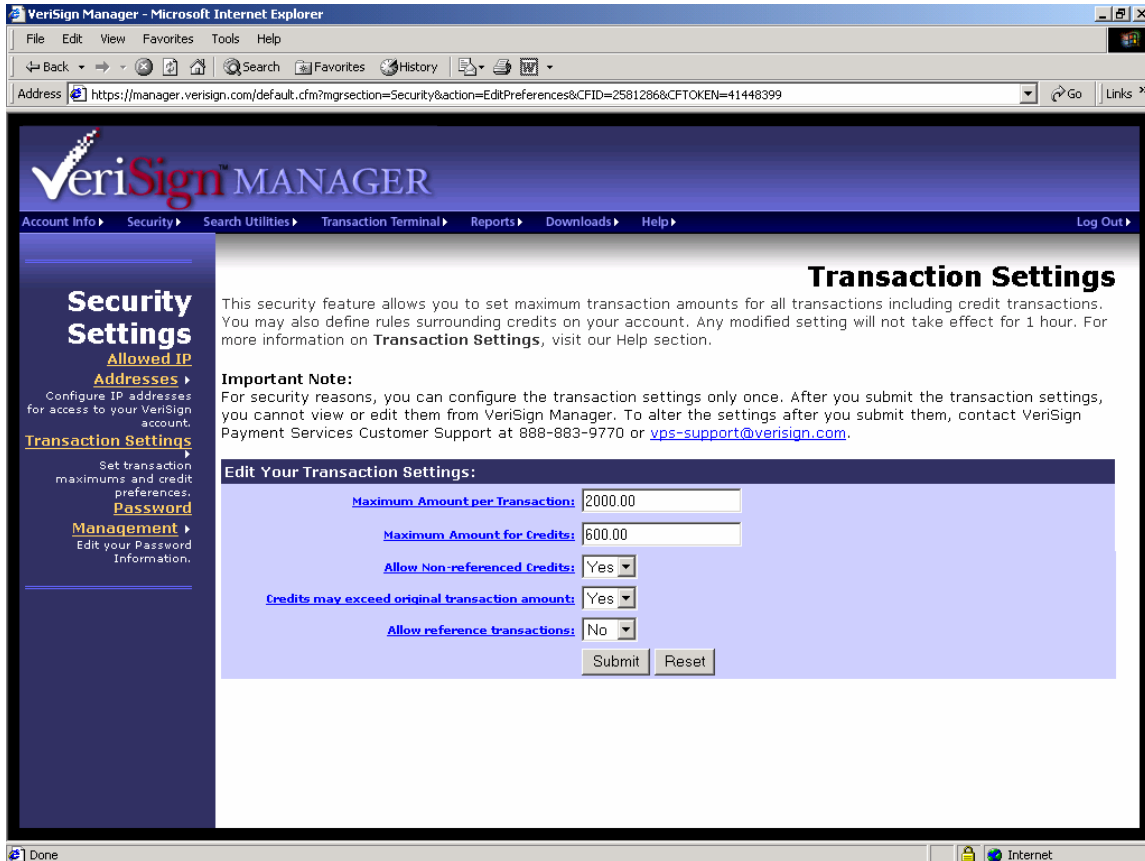 VeriSign Manager - Microsoft Internet Explorer
File Edit View Favorites Tools Help
Back Search Favorites History
Address https://manager.verisign.com/default.cfm?mgrsection=Security&action=EditPreferences&CFID=2581286&CFTOKEN=41448399 Go Links »
VeriSign™ MANAGER
Account Info Security Search Utilities Transaction Terminal Reports Downloads Help Log Out
Security
Settings
Allowed IP
Addresses
Configure IP addresses
for access to your VeriSign
account.
Transaction Settings
Set transaction
maximums and credit
preferences.
Password
Management
Edit your Password
Information.
Transaction Settings
This security feature allows you to set maximum transaction amounts for all transactions including credit transactions.
You may also define rules surrounding credits on your account. Any modified setting will not take effect for 1 hour. For
more information on Transaction Settings, visit our Help section.
Important Note:
For security reasons, you can configure the transaction settings only once. After you submit the transaction settings,
you cannot view or edit them from VeriSign Manager. To alter the settings after you submit them, contact VeriSign
Payment Services Customer Support at 888-883-9770 or vps-support@verisign.com.
Edit Your Transaction Settings:
Maximum Amount per Transaction: 2000.00
Maximum Amount for Credits: 600.00
Allow Non-referenced Credits: Yes
Credits may exceed original transaction amount: Yes
Allow reference transactions: No
Submit Reset
Done Internet